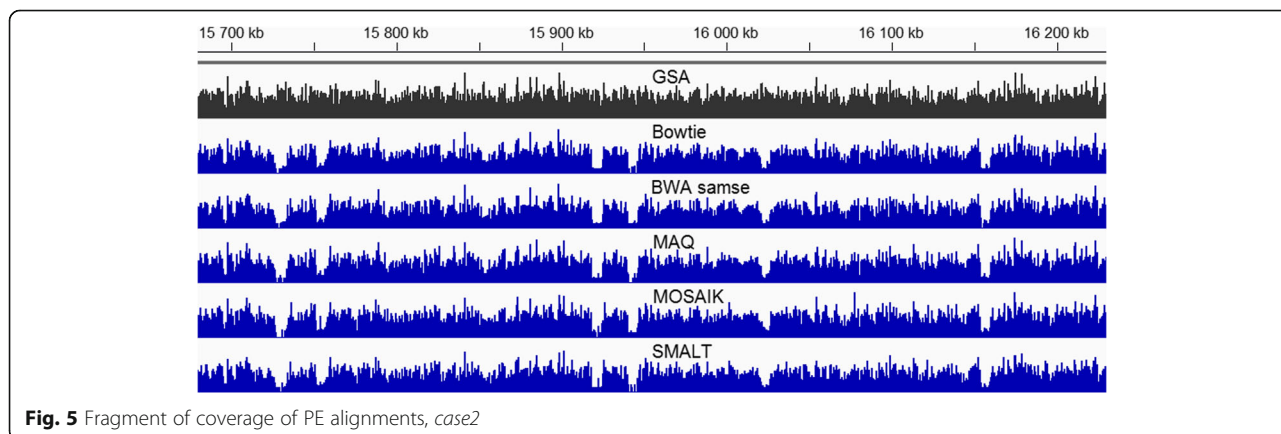 15 700 kb 15 800 kb 15 900 kb 16 000 kb 16 100 kb 16 200 kb
GSA
Bowtie
BWA samse
MAQ
MOSAIK
SMALT
Fig. 5 Fragment of coverage of PE alignments, case2